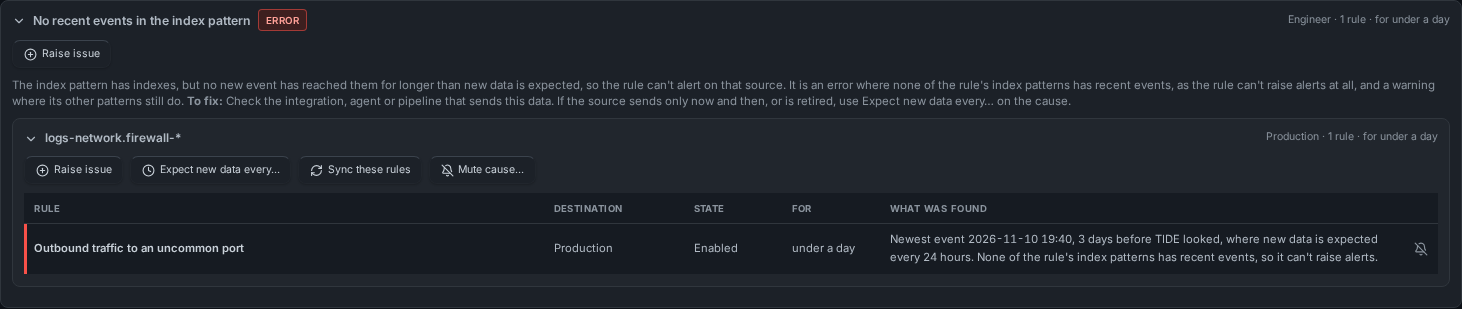 No recent events in the index pattern ERROR
Engineer · 1 rule · for under a day
Raise issue
The index pattern has indexes, but no new event has reached them for longer than new data is expected, so the rule can't alert on that source. It is an error where none of the rule's index patterns has recent events, as the rule can't raise alerts at all, and a warning
where its other patterns still do. To fix: Check the integration, agent or pipeline that sends this data. If the source sends only now and then, or is retired, use Expect new data every... on the cause.
logs-network.firewall-*
Production · 1 rule · for under a day
Raise issue Expect new data every... Sync these rules Mute cause...
RULE DESTINATION STATE FOR WHAT WAS FOUND
Outbound traffic to an uncommon port Production Enabled under a day
Newest event 2026-11-10 19:40, 3 days before TIDE looked, where new data is expected
every 24 hours. None of the rule's index patterns has recent events, so it can't raise alerts.